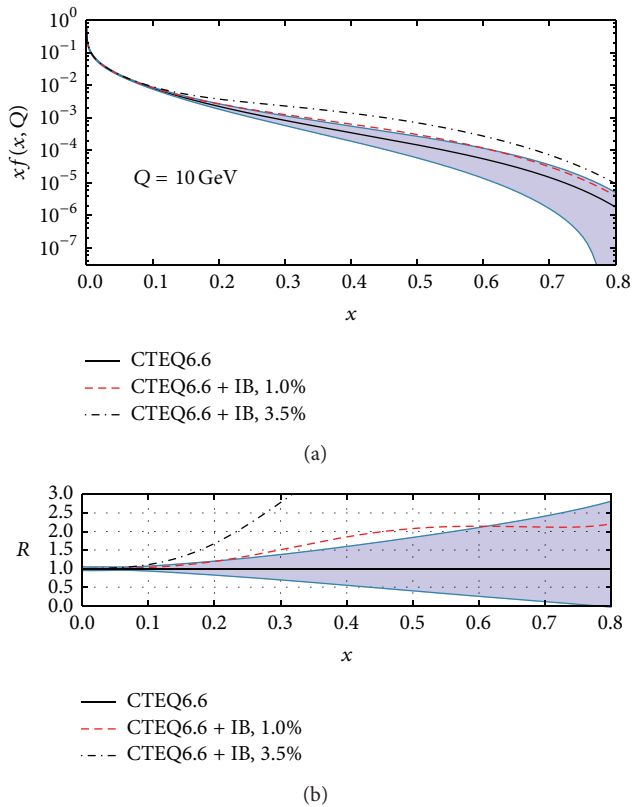 10^0
10^-1
10^-2
10^-3
10^-4
10^-5
10^-6
10^-7
xf(x, Q)
Q = 10 GeV
0.0 0.1 0.2 0.3 0.4 0.5 0.6 0.7 0.8
x
CTEQ6.6
CTEQ6.6 + IB, 1.0%
CTEQ6.6 + IB, 3.5%
(a)
3.0
2.5
2.0
1.5
1.0
0.5
0.0
R
0.0 0.1 0.2 0.3 0.4 0.5 0.6 0.7 0.8
x
CTEQ6.6
CTEQ6.6 + IB, 1.0%
CTEQ6.6 + IB, 3.5%
(b)